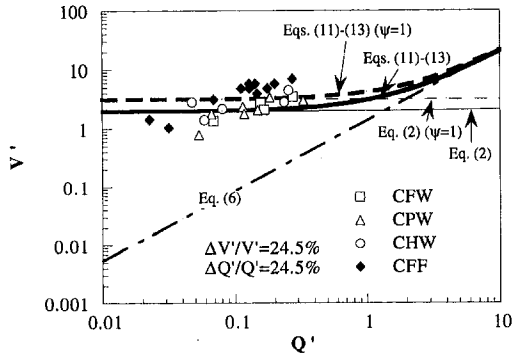 100
10
1
0.1
0.01
0.001
V'
Eqs. (11)-(13) (ψ=1)
Eqs. (11)-(13)
Eq. (2) (ψ=1)
Eq. (2)
Eq. (6)
CFW
CPW
CHW
CFF
ΔV'/V'=24.5%
ΔQ'/Q'=24.5%
0.01 0.1 1 10
Q'